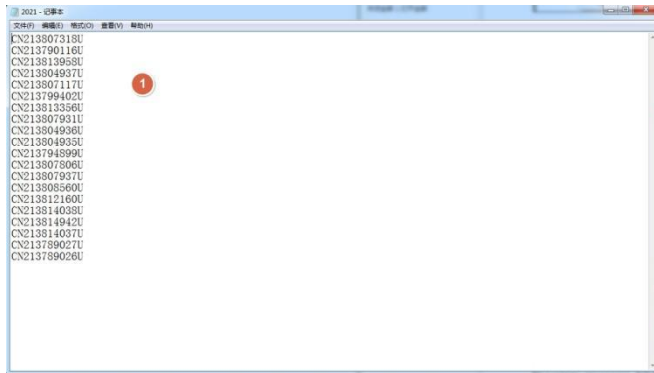 2021 - 记事本
文件(F) 编辑(E) 格式(O) 查看(V) 帮助(H)
CN213807318U
CN213790116U
CN213813958U
CN213804937U
CN213807117U
1
CN213799402U
CN213813356U
CN213807931U
CN213804936U
CN213804935U
CN213794899U
CN213807806U
CN213807937U
CN213808560U
CN213812160U
CN213814038U
CN213814942U
CN213814037U
CN213789027U
CN213789026U